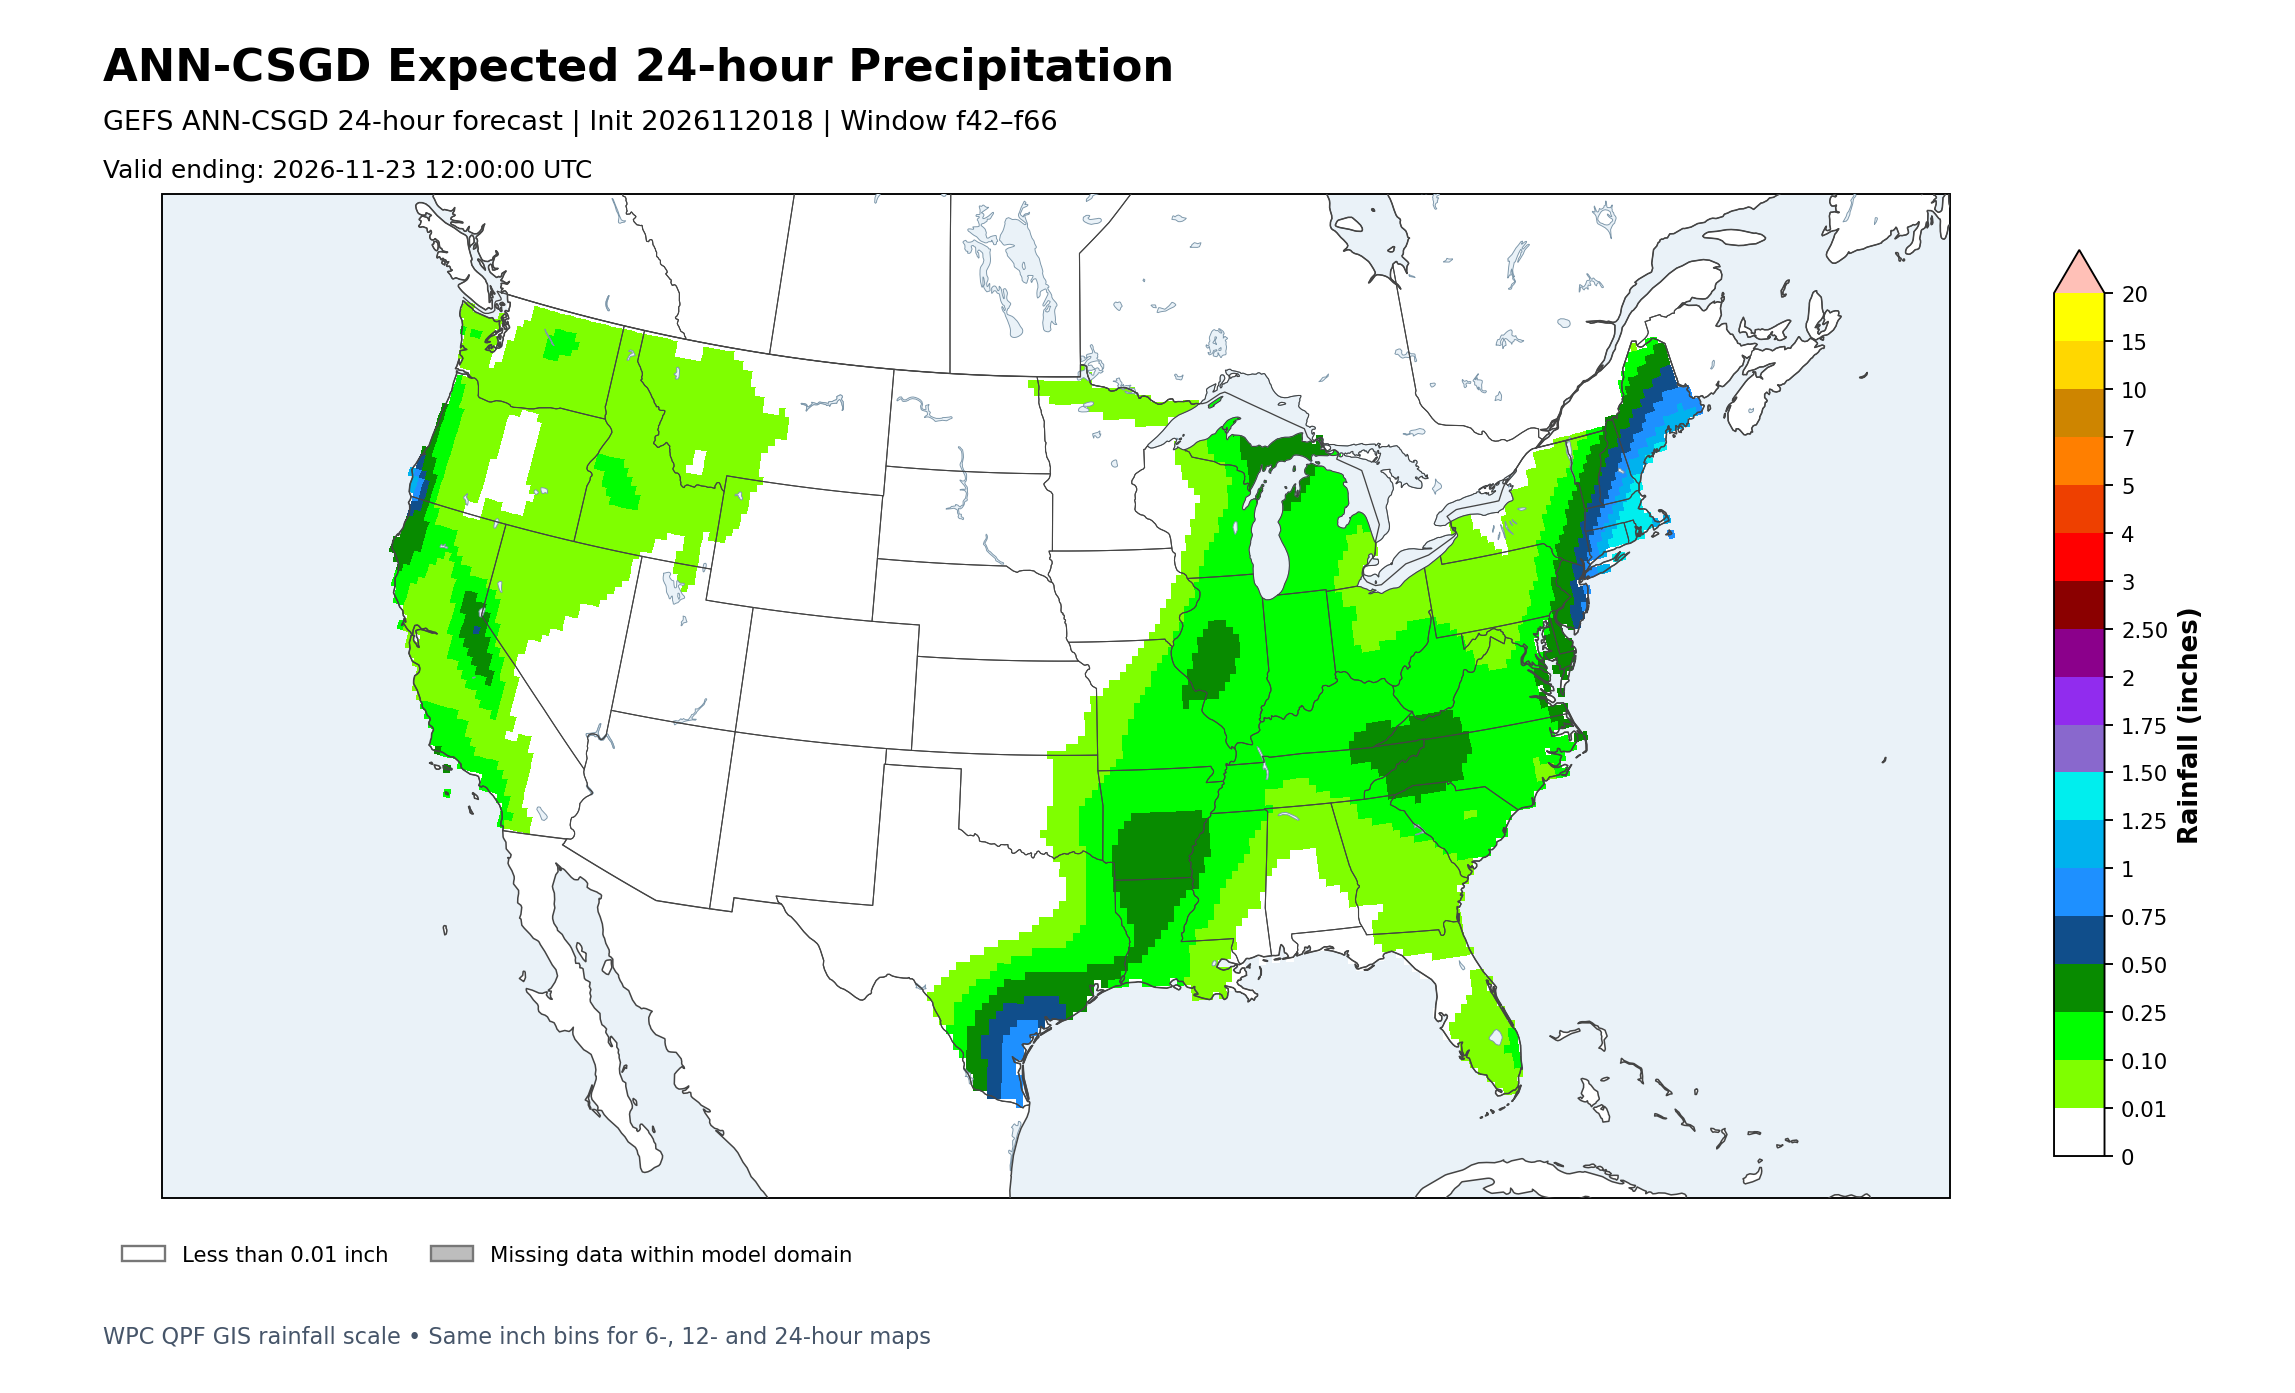 ANN-CSGD Expected 24-hour Precipitation
GEFS ANN-CSGD 24-hour forecast | Init 2026112018 | Window f42–f66
Valid ending: 2026-11-23 12:00:00 UTC
20
15
10
7
5
4
3
2.50
2
1.75
1.50
1.25
1
0.75
0.50
0.25
0.10
0.01
0
Rainfall (inches)
Less than 0.01 inch
Missing data within model domain
WPC QPF GIS rainfall scale • Same inch bins for 6-, 12- and 24-hour maps